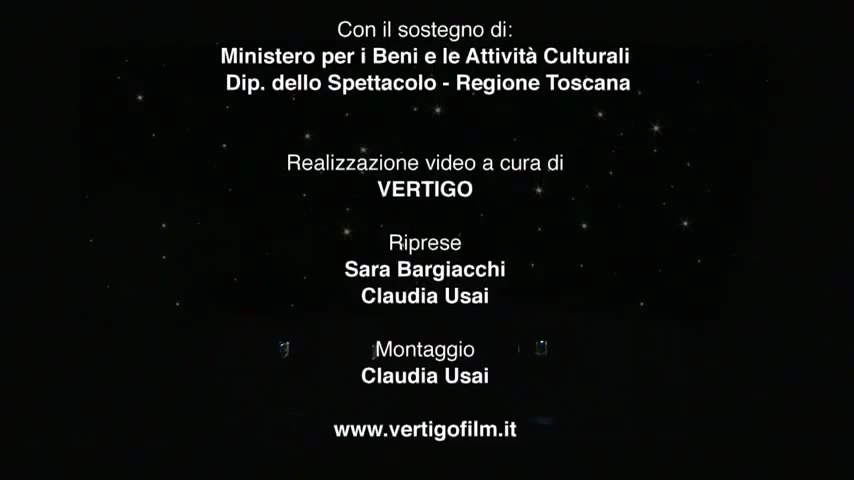 Con il sostegno di:
Ministero per i Beni e le Attività Culturali
Dip. dello Spettacolo - Regione Toscana
Realizzazione video a cura di
VERTIGO
Riprese
Sara Bargiacchi
Claudia Usai
Montaggio
Claudia Usai
www.vertigofilm.it